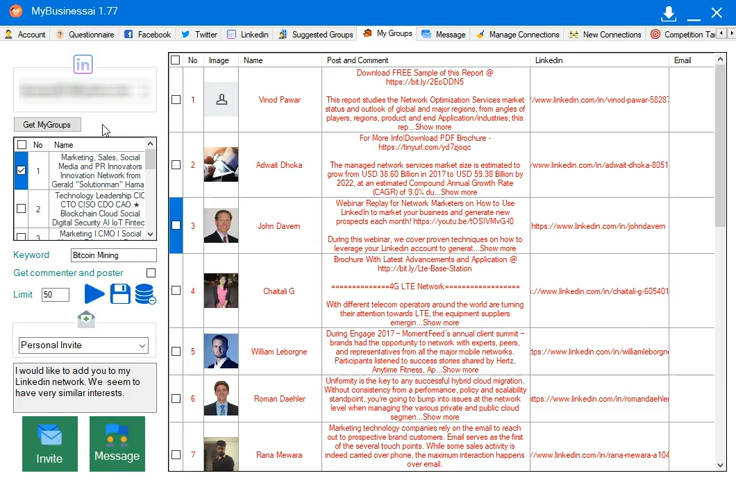 MyBusinessai 1.77
Account
Questionnaire
Facebook
Twitter
Linkedin
Suggested Groups
My Groups
Message
Manage Connections
New Connections
Competition Ta
Get MyGroups
No Name
1 Marketing, Sales, Social
Media and PR Innovators
Innovation Network from
Gerald "Solutionman" Hama
2 Technology Leadership CIO
CTO CISO CDO CAO ★
Blockchain Cloud Social
Digital Security AI IoT Fintec
3 Marketing I CMO I Social
Keyword Bitcoin Mining
Get commenter and poster
Limit 50
Personal Invite
I would like to add you to my
Linkedin network. We seem to
have very similar interests.
Invite
Message
No Image Name Post and Comment Linkedin Email
Download FREE Sample of this Report @
https://bit.ly/2EoDDN5
1 Vinod Pawar This report studies the Network Optimization Services market //www.linkedin.com/in/vinod-pawar-58287
status and outlook of global and major regions, from angles of
players, regions, product and end Application/industries; this
rep...Show more
For More Info|Download PDF Brochure -
https://tinyurl.com/yd7zjoqc
2 Adwait Dhoka The managed network services market size is estimated to /www.linkedin.com/in/adwait-dhoka-8051
grow from USD 38.60 Billion in 2017 to USD 59.38 Billion by
2022, at an estimated Compound Annual Growth Rate
(CAGR) of 9.0% du...Show more
Webinar Replay for Network Marketers on How to Use
LinkedIn to market your business and generate new
prospects each month! https://youtu.be/tOSIVMvGHI0
3 John Davern https://www.linkedin.com/in/johndavern
During this webinar, we cover proven techniques on how to
leverage your Linkedin account to generat...Show more
Brochure With Latest Advancements and Application @
http://bit.ly/Lte-Base-Station
4 Chaitali G ==============4G LTE Network================== s://www.linkedin.com/in/chaitali-g-605401
With different telecom operators around the world are turning
their attention towards LTE, the equipment suppliers
emergin...Show more
During Engage 2017 – MomentFeed's annual client summit –
brands had the opportunity to network with experts, peers,
5 William Leborgne and representatives from all the major mobile networks. https://www.linkedin.com/in/williamleborgne
Participants listened to success stories shared by Hertz,
Anytime Fitness, Ap...Show more
Uniformity is the key to any successful hybrid cloud migration.
Without consistency from a performance, policy and scalability
6 Roman Daehler standpoint, you're going to bump into issues at the network https://www.linkedin.com/in/romandaehler
level when managing the various private and public cloud
segmen...Show more
Marketing technology companies rely on the email to reach
out to prospective brand customers. Email serves as the first
7 Rana Mewara of the several touch points. While some sales activity is //www.linkedin.com/in/rana-mewara-a104
indeed carried over phone, the maximum interaction happens
over email.